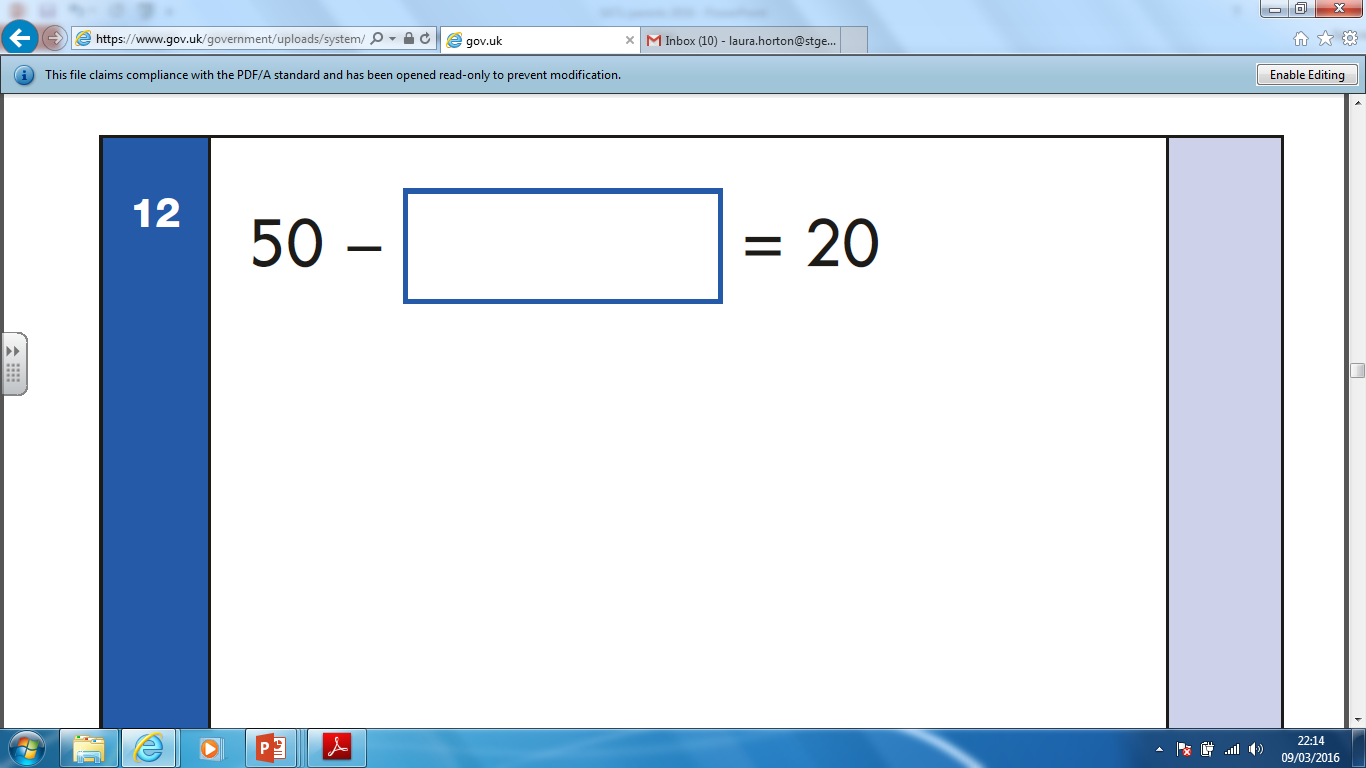 https://www.gov.uk/government/uploads/system/
gov.uk
Inbox (10) - laura.horton@stge...
This file claims compliance with the PDF/A standard and has been opened read-only to prevent modification.
Enable Editing
12
50 – = 20
22:14
09/03/2016